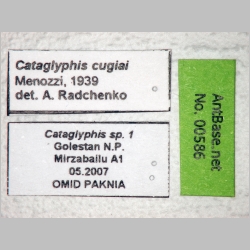 Cataglyphis cugiai
Menozzi, 1939
det. A. Radchenko
Cataglyphis sp. 1
Golestan N.P.
Mirzabailu A1
05.2007
OMID PAKNIA
AntBase.net
No. 00586